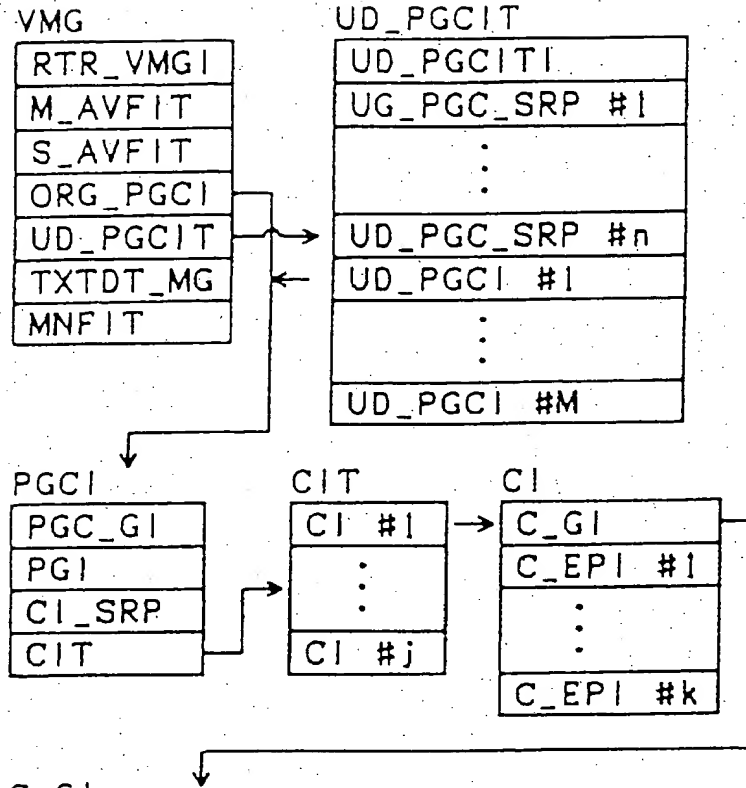 VMG
RTR_VMGI
M_AVFIT
S_AVFIT
ORG_PGCI
UD_PGCIT
TXTDT_MG
MNFIT
UD_PGCIT
UD_PGCITI
UG_PGC_SRP #1
UD_PGC_SRP #n
UD_PGCI #1
UD_PGCI #M
PGCI
PGC_GI
PGI
CI_SRP
CIT
CIT
CI #1
CI #j
CI
C_GI
C_EPI #1
C_EPI #k